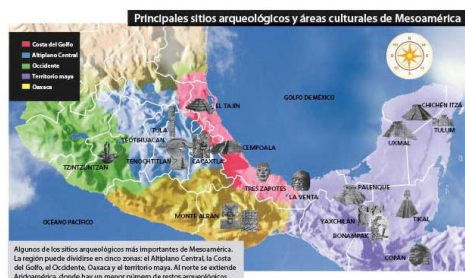 Principales sitios arqueológicos y áreas culturales de Mesoamérica
Costa del Golfo
Altiplano Central
Occidente
Territorio maya
Oaxaca
GOLFO DE MÉXICO
EL TAJÍN
CHICHÉN ITZÁ
TULUM
UXMAL
TULA
TEOTIHUACAN
CEMPOALA
TZINTZUNTZAN
TENOCHTITLAN
CACAXTLA
TRES ZAPOTES
LA VENTA
PALENQUE
TIKAL
OCÉANO PACÍFICO
MONTE ALBÁN
YAXCHILÁN
BONAMPAK
COPÁN
Algunos de los sitios arqueológicos más importantes de Mesoamérica.
La región puede dividirse en cinco zonas: el Altiplano Central, la Costa
del Golfo, el Occidente, Oaxaca y el territorio maya. Al norte se extiende
Aridoamérica, donde hay un menor número de restos arqueológicos.